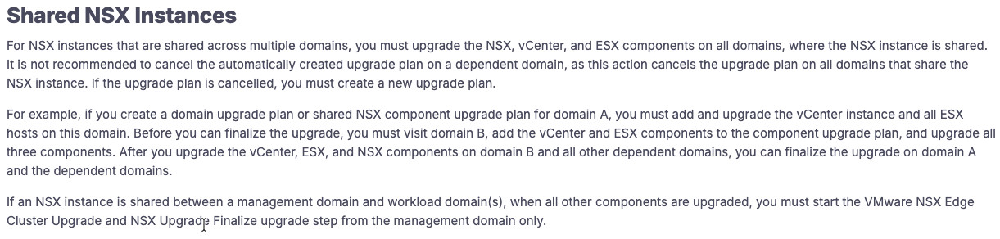 Shared NSX Instances
For NSX instances that are shared across multiple domains, you must upgrade the NSX, vCenter, and ESX components on all domains, where the NSX instance is shared.
It is not recommended to cancel the automatically created upgrade plan on a dependent domain, as this action cancels the upgrade plan on all domains that share the
NSX instance. If the upgrade plan is cancelled, you must create a new upgrade plan.
For example, if you create a domain upgrade plan or shared NSX component upgrade plan for domain A, you must add and upgrade the vCenter instance and all ESX
hosts on this domain. Before you can finalize the upgrade, you must visit domain B, add the vCenter and ESX components to the component upgrade plan, and upgrade all
three components. After you upgrade the vCenter, ESX, and NSX components on domain B and all other dependent domains, you can finalize the upgrade on domain A
and the dependent domains.
If an NSX instance is shared between a management domain and workload domain(s), when all other components are upgraded, you must start the VMware NSX Edge
Cluster Upgrade and NSX Upgrade Finalize upgrade step from the management domain only.